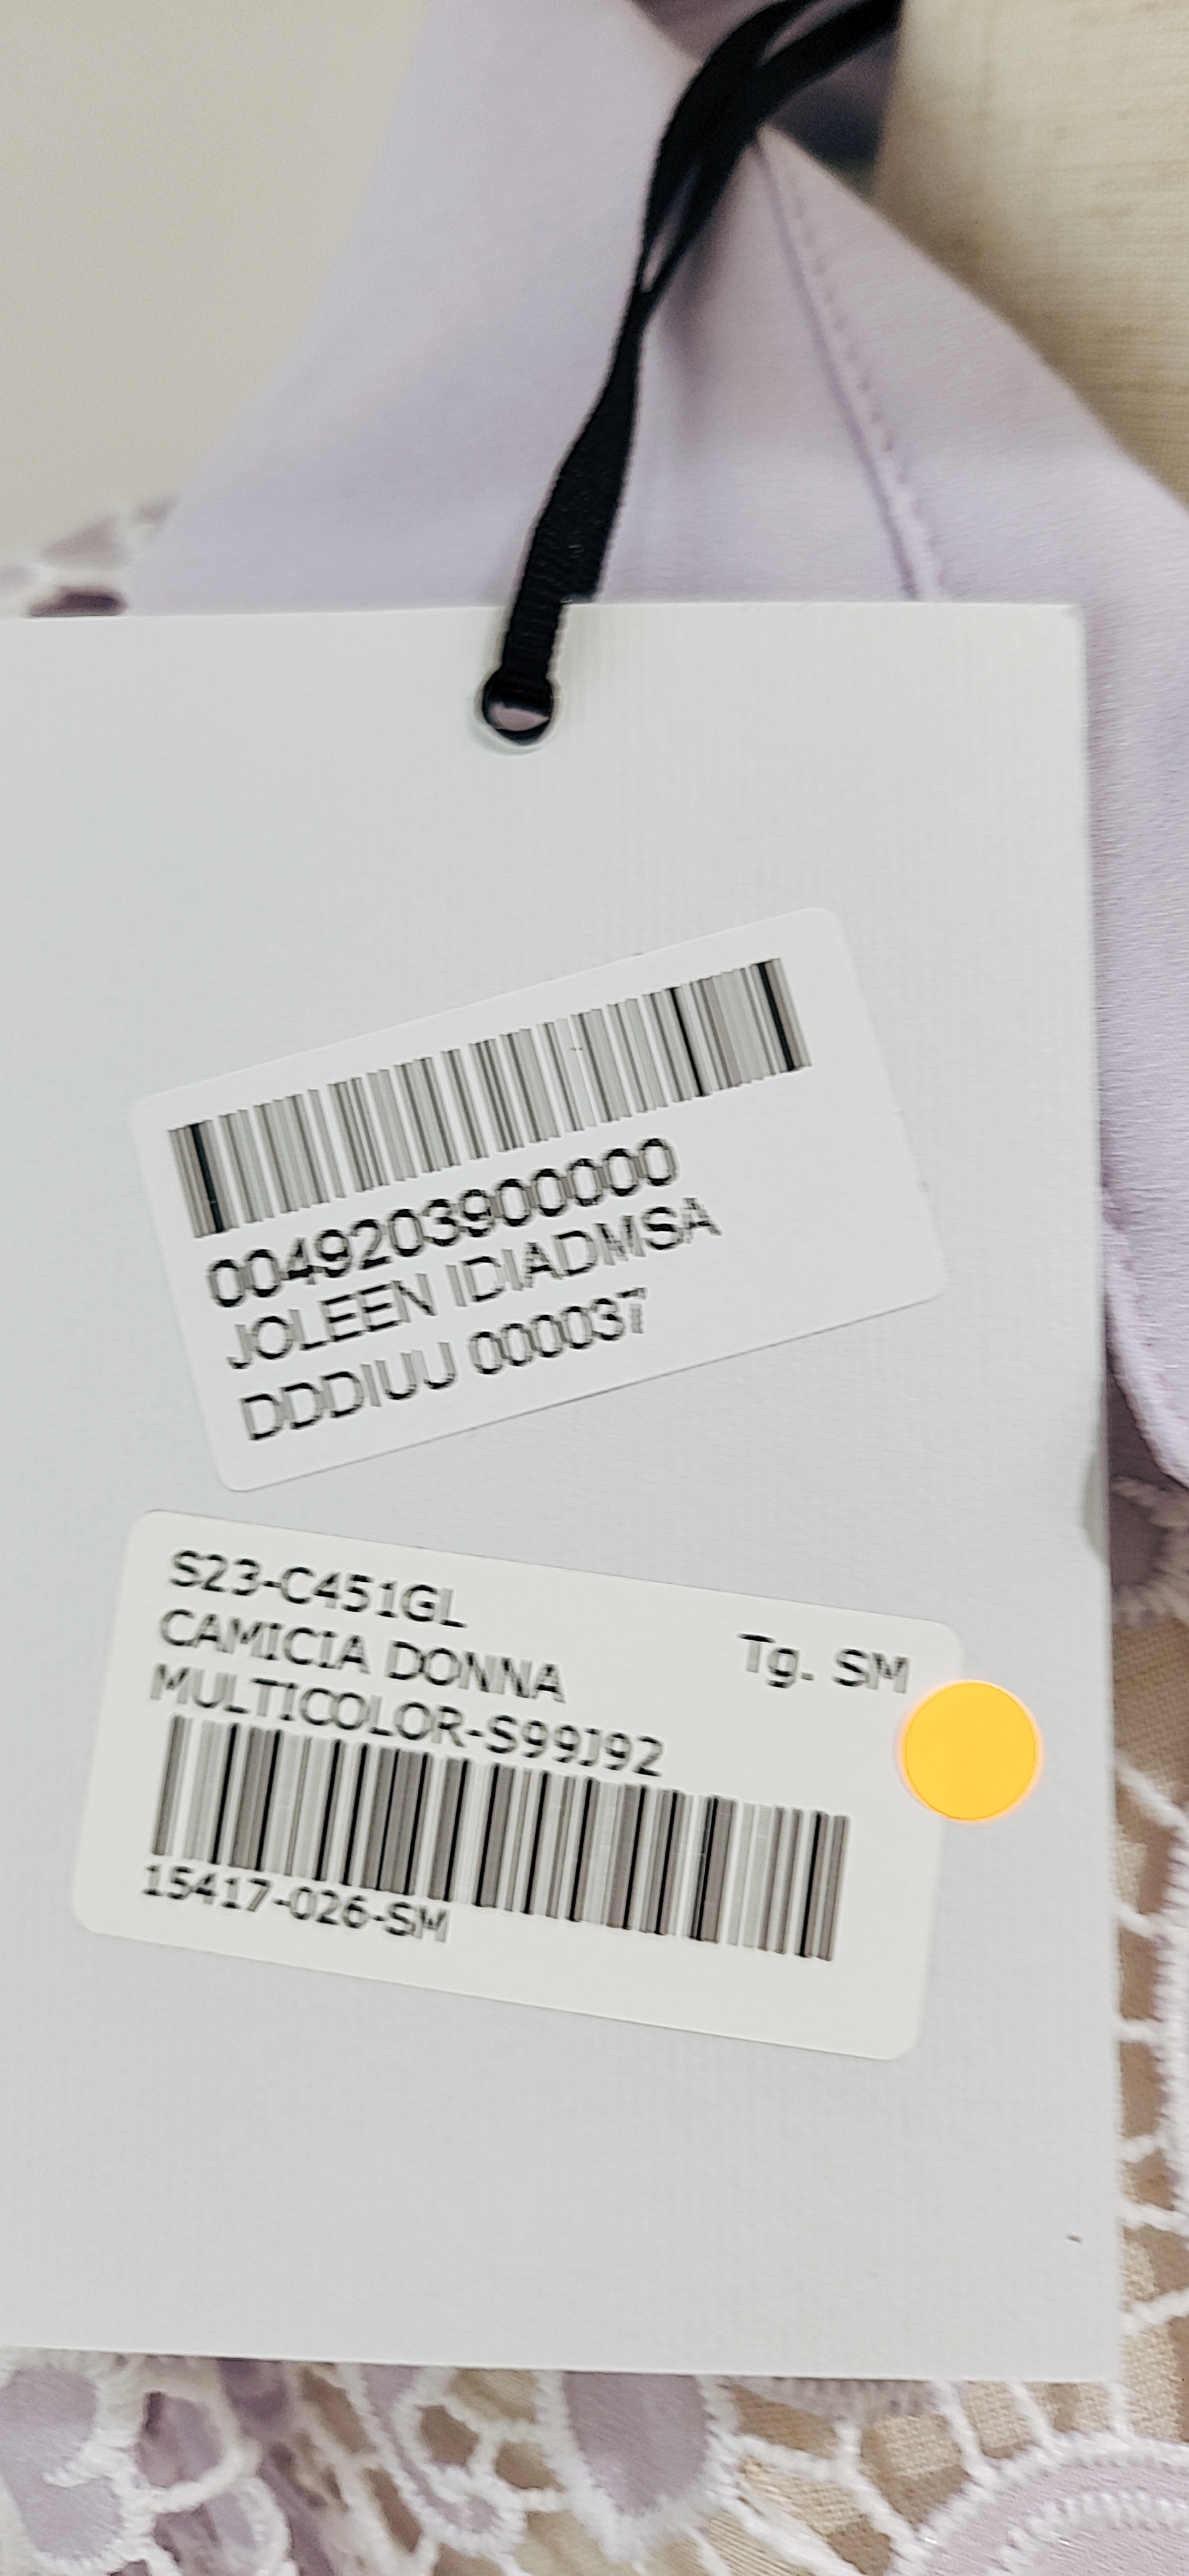 0049203900000
JOLEEN IDIADMSA
DDDIUJ 000037
S23-C451GL
CAMICIA DONNA
Tg. SM
MULTICOLOR-S99J92
15417-026-SM